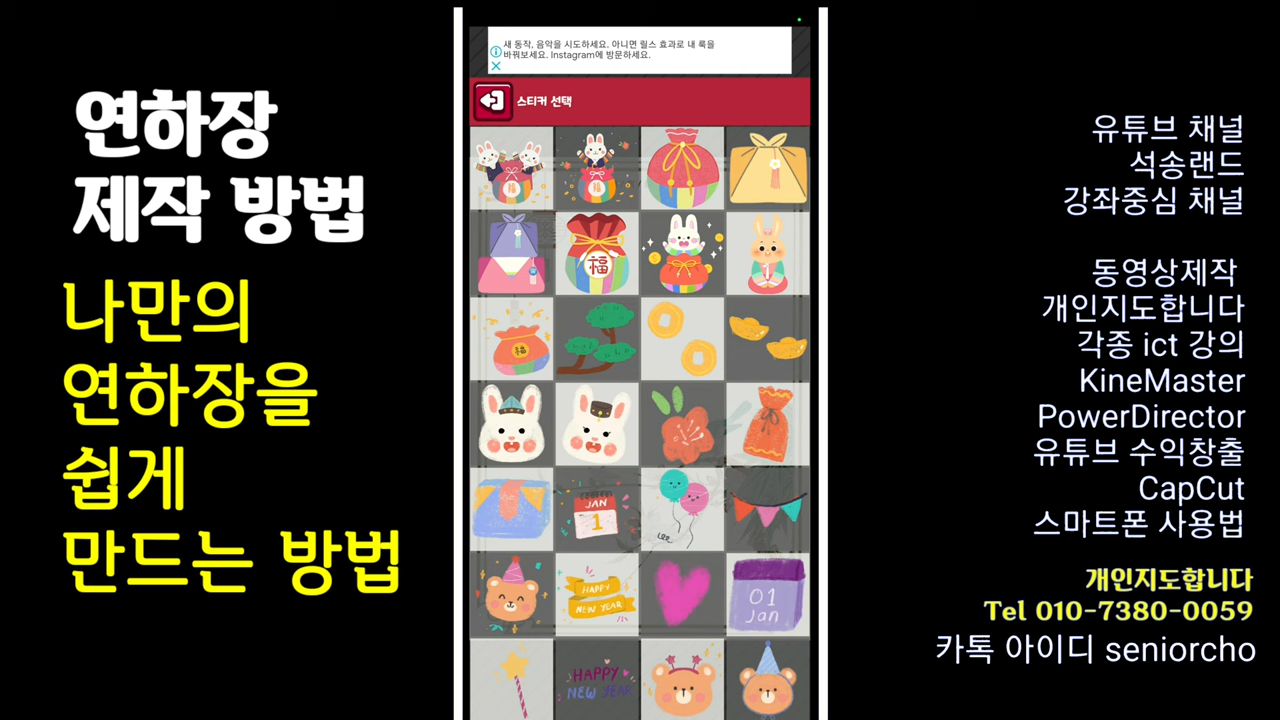 연하장
제작 방법
나만의
연하장을
쉽게
만드는 방법
새 동작, 음악을 시도하세요. 아니면 릴스 효과로 내 룩을
바꿔보세요. Instagram에 방문하세요.
스티커 선택
福
福
福
福
JAN
1
HAPPY
NEW YEAR
01
Jan
HAPPY
NEW YEAR
유튜브 채널
석송랜드
강좌중심 채널
동영상제작
개인지도합니다
각종 ict 강의
KineMaster
PowerDirector
유튜브 수익창출
CapCut
스마트폰 사용법
개인지도합니다
Tel 010-7380-0059
카톡 아이디 seniorcho